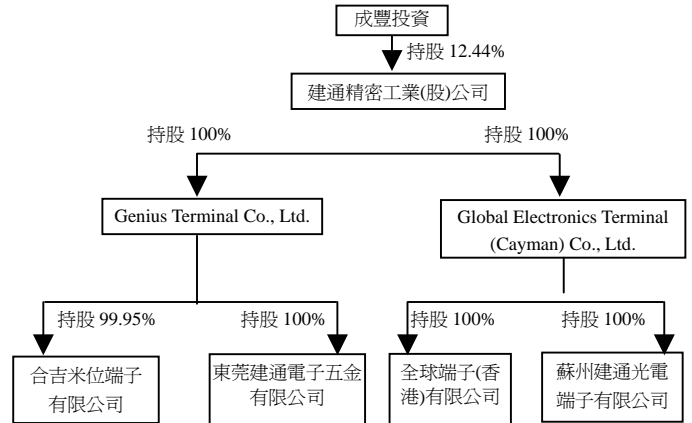 成豐投資
持股 12.44%
建通精密工業(股)公司
持股 100%
持股 100%
Genius Terminal Co., Ltd.
Global Electronics Terminal
(Cayman) Co., Ltd.
持股 99.95%
持股 100%
持股 100%
持股 100%
合吉米位端子
有限公司
東莞建通電子五金
有限公司
全球端子(香
港)有限公司
蘇州建通光電
端子有限公司